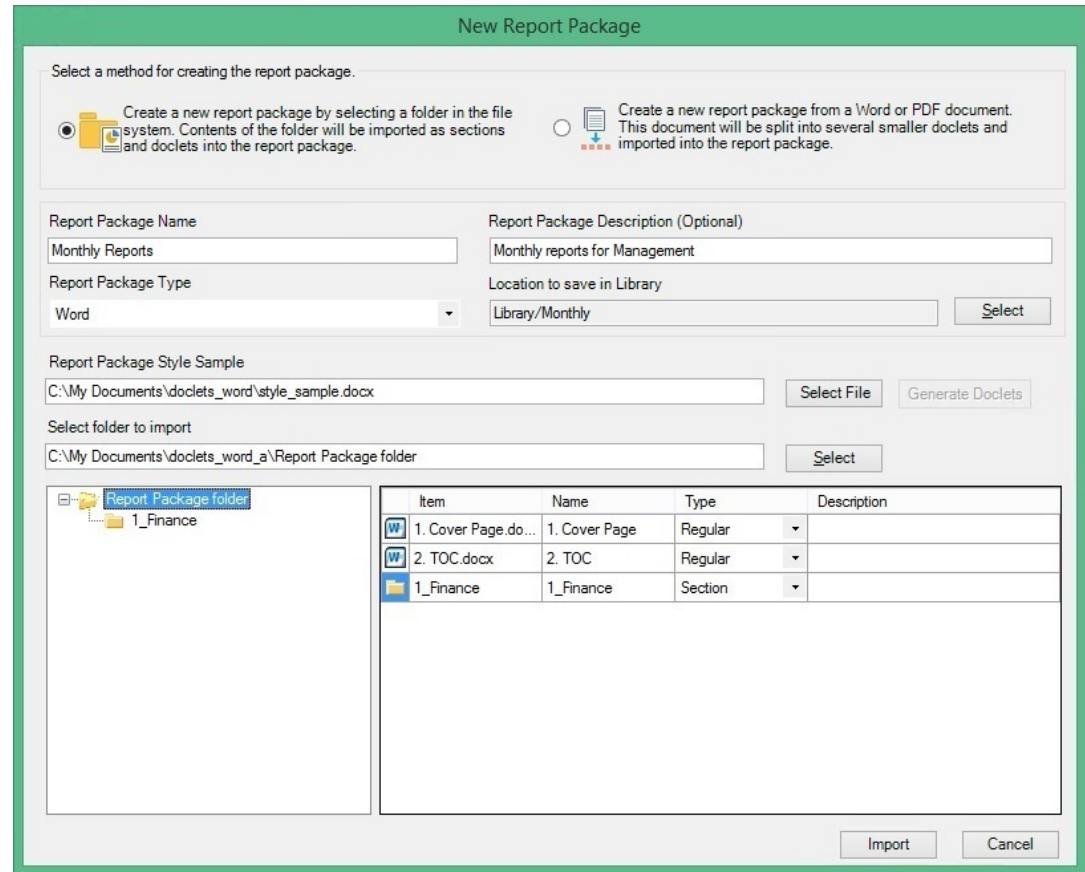 New Report Package
Select a method for creating the report package.
Create a new report package by selecting a folder in the file
system. Contents of the folder will be imported as sections
and doclets into the report package.
Create a new report package from a Word or PDF document.
This document will be split into several smaller doclets and
imported into the report package.
Report Package Name
Report Package Description (Optional)
Monthly Reports
Monthly reports for Management
Report Package Type
Location to save in Library
Word
Library/Monthly
Select
Report Package Style Sample
C:\My Documents\doclets_word\style_sample.docx
Select File
Generate Doclets
Select folder to import
C:\My Documents\doclets_word_a\Report Package folder
Select
Report Package folder
1_Finance
Item Name Type Description
1. Cover Page.do... 1. Cover Page Regular
2. TOC.docx 2. TOC Regular
1_Finance 1_Finance Section
Import
Cancel